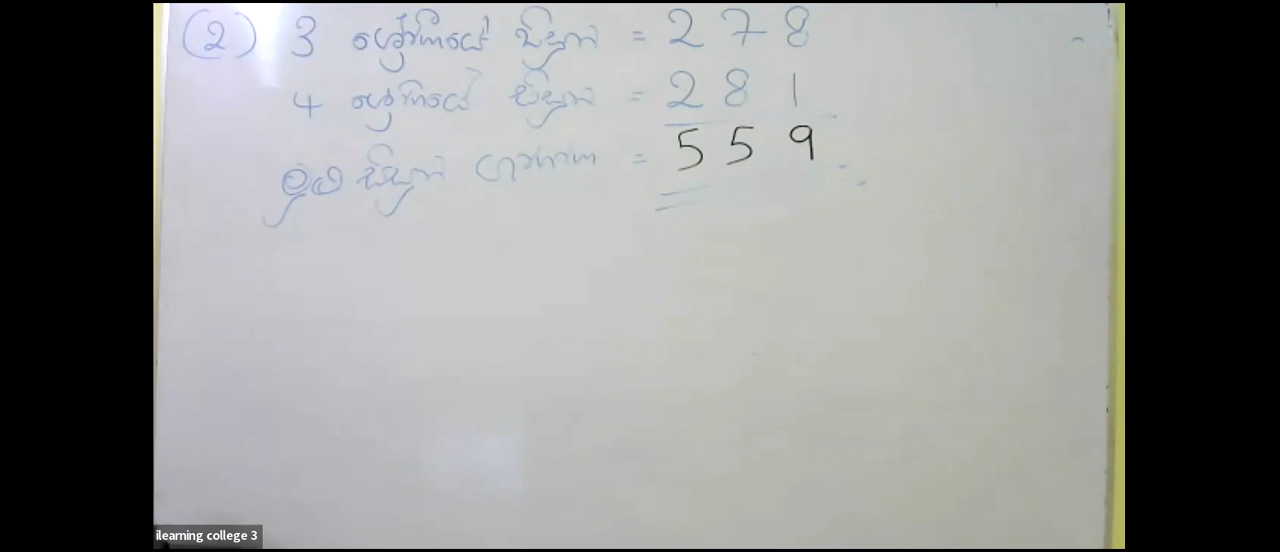 (2) 3 ශ්‍රේණියේ සිසුන් = 278
4 ශ්‍රේණියේ සිසුන් = 281
මුළු සිසුන් ගණන = 559
ilearning college 3